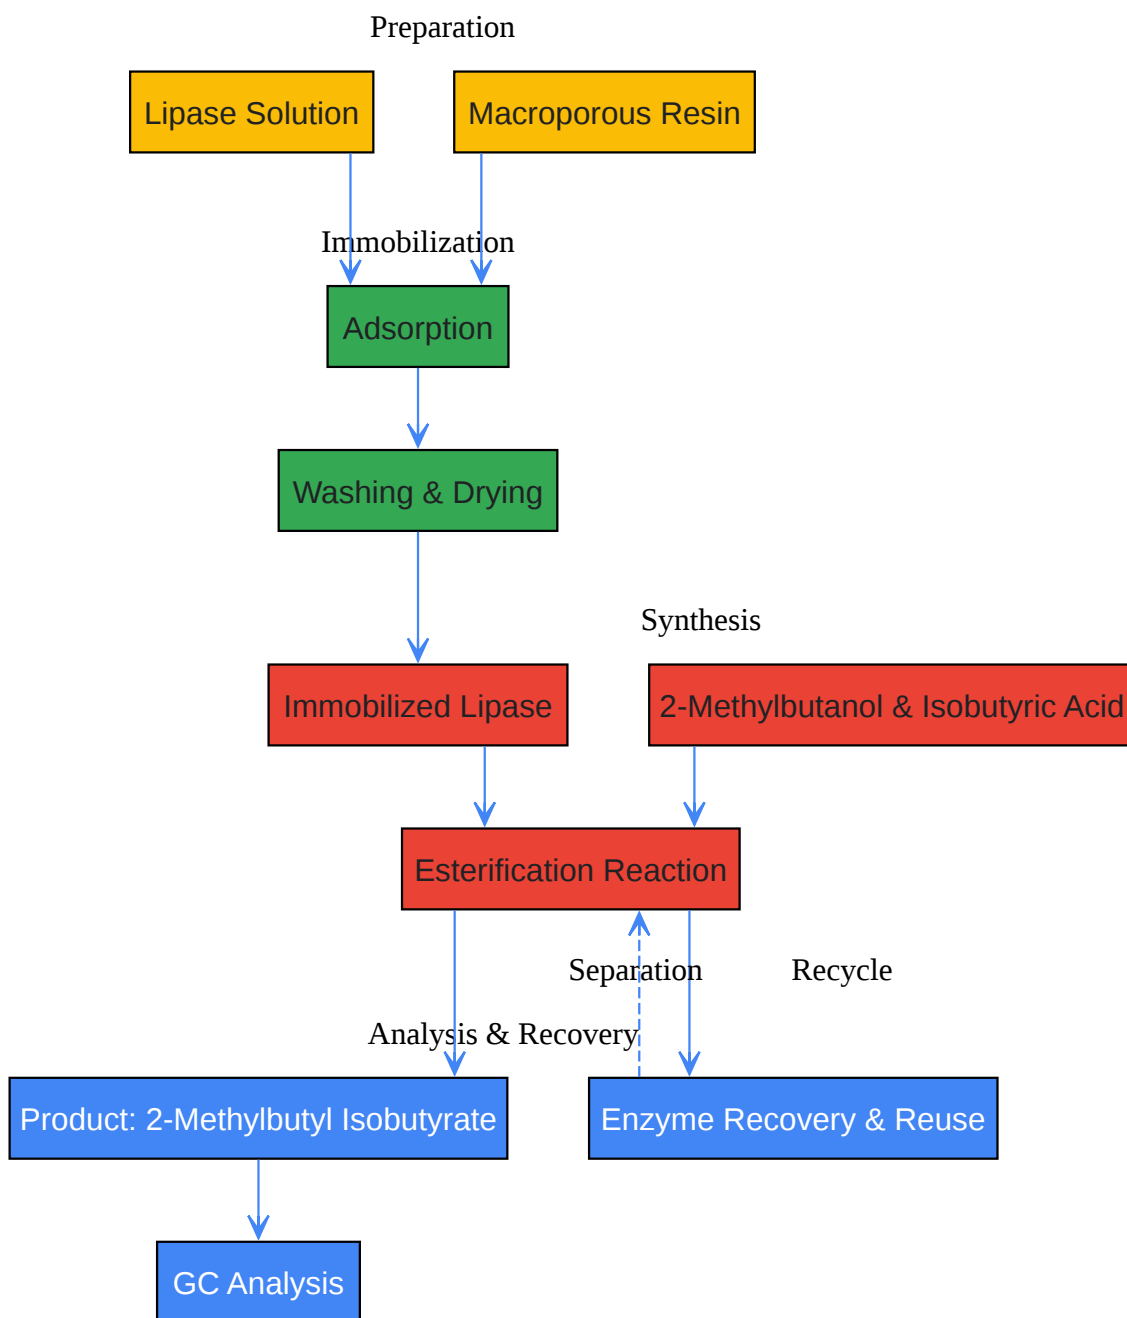 Preparation
Lipase Solution
Macroporous Resin
Immobilization
Adsorption
Washing & Drying
Synthesis
Immobilized Lipase
2-Methylbutanol & Isobutyric Acid
Esterification Reaction
Separation
Recycle
Analysis & Recovery
Product: 2-Methylbutyl Isobutyrate
Enzyme Recovery & Reuse
GC Analysis